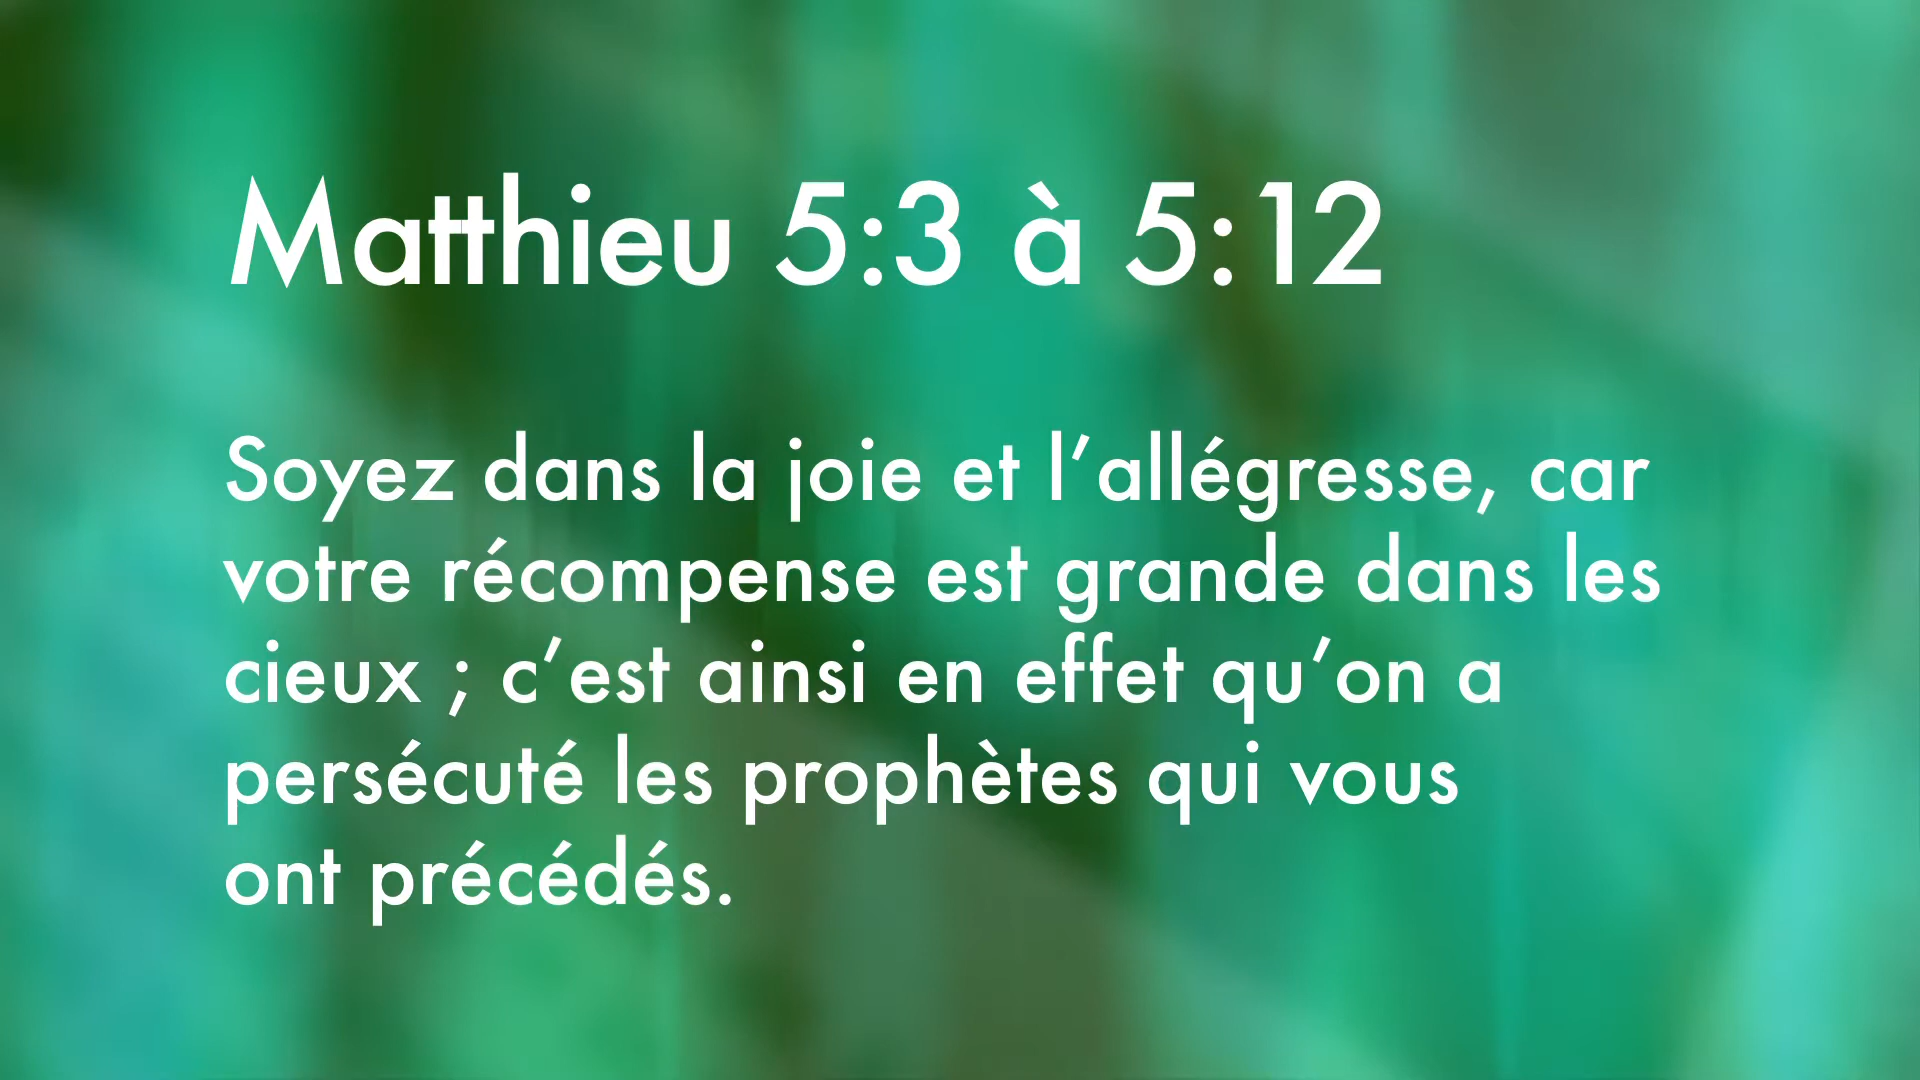 Matthieu 5:3 à 5:12
Soyez dans la joie et l’allégresse, car
votre récompense est grande dans les
cieux ; c’est ainsi en effet qu’on a
persécuté les prophètes qui vous
ont précédés.